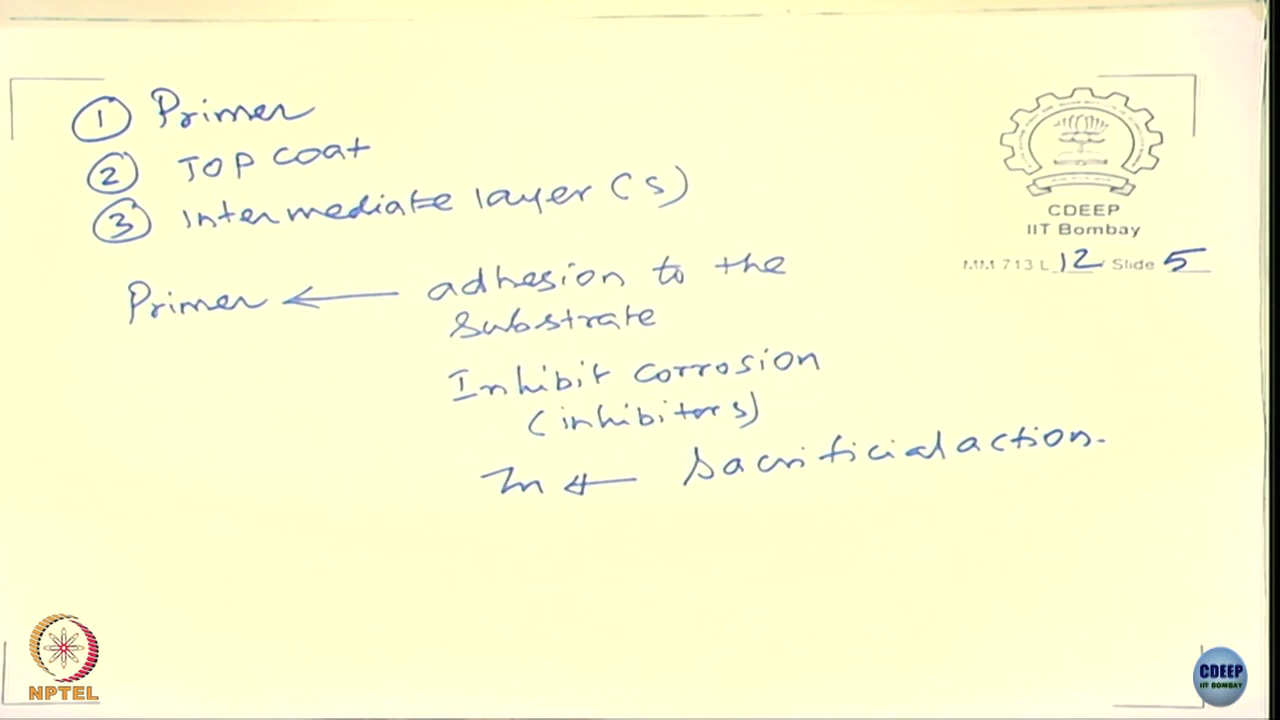 ① Primer
② TOP coat
③ Intermediate layer (s)
Primer ← adhesion to the
substrate
Inhibit corrosion
(inhibitors)
Zn ← Sacrificial action.
CDEEP
IIT Bombay
MM 713 L 12 Slide 5
NPTEL
CDEEP
IIT BOMBAY